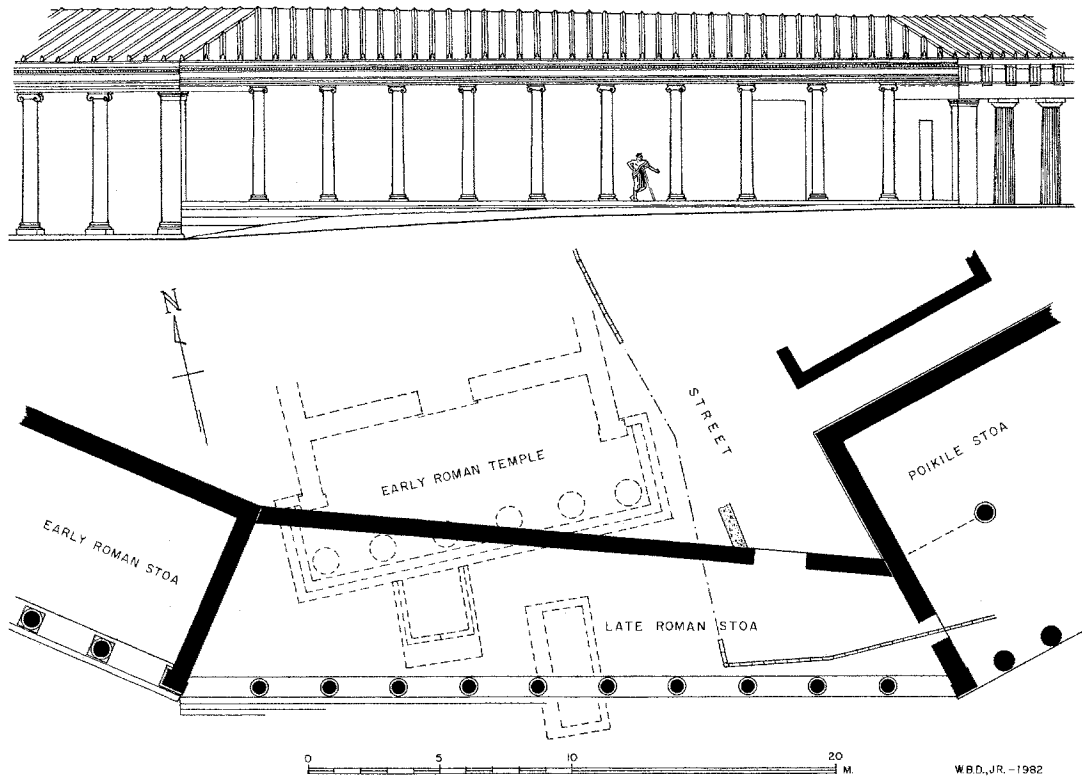 N
STREET
POIKILE STOA
EARLY ROMAN TEMPLE
EARLY ROMAN STOA
LATE ROMAN STOA
0 5 10 20
M.
W.B.D., JR. – 1982